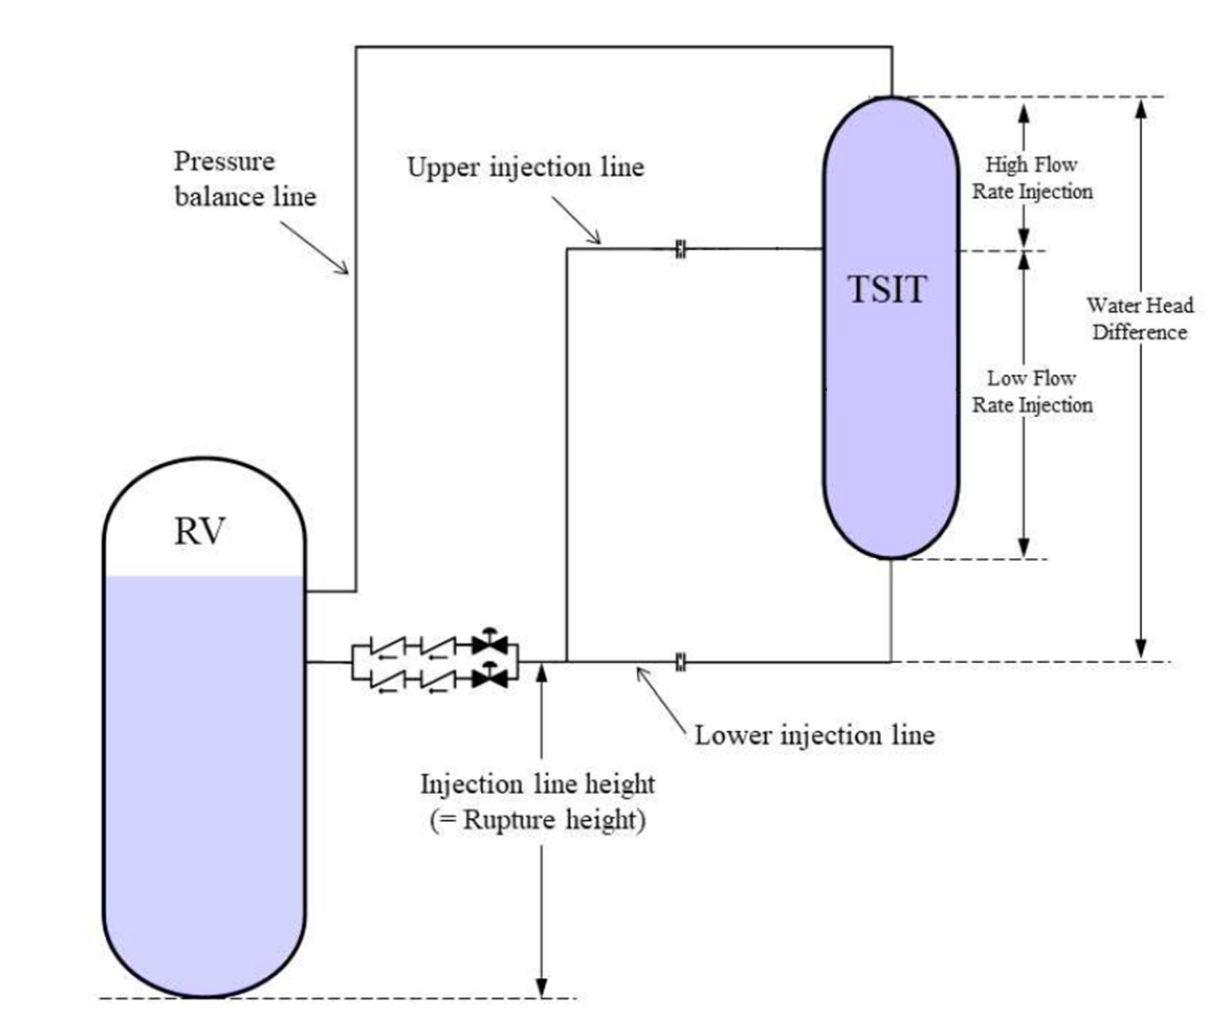 Pressure
balance line
Upper injection line
High Flow
Rate Injection
TSIT
Water Head
Difference
Low Flow
Rate Injection
RV
Lower injection line
Injection line height
(= Rupture height)